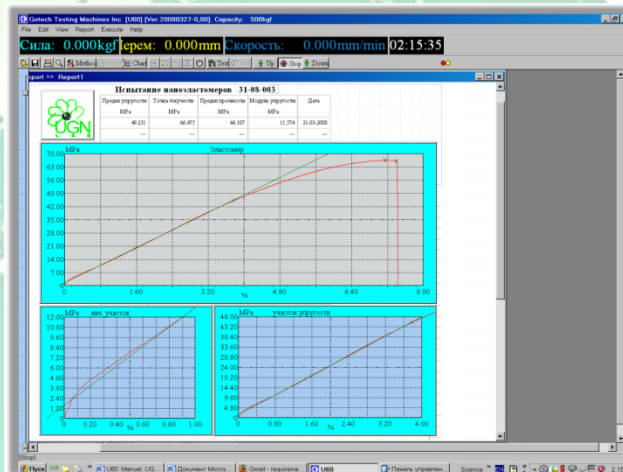 Gotech Testing Machines Inc. [U60] [Ver 20080327-0,00] Capacity: 500kgf
File Edit View Report Execute Help
Сила: 0.000kgf Перем: 0.000mm Скорость: 0.000mm/min 02:15:35
Method Chart Test Up Stop Down
port >> Report1
Испытание наноэластомеров 31-08-003
UGN
LABS
Предел упругости Точка текучести Предел прочности Модуль упругости Дата
MPa MPa MPa MPa
49.231 66.475 64.107 11.574 21-03-2008
--- --- --- --- ---
MPa Эластомер
70.00
63.00
56.00
49.00
42.00
35.00
28.00
21.00
14.00
7.00
0 1.60 3.20 4.80 6.40 8.00
%
MPa нач. участок
12.00
10.80
9.60
8.40
7.20
6.00
4.80
3.60
2.40
1.20
0 0.20 0.40 0.60 0.80 1.00
%
MPa участок упругости
48.00
43.20
38.40
33.60
28.80
24.00
19.20
14.40
9.60
4.80
0 0.80 1.60 2.40 3.20 4.00
%
[Stop]
Пуск U60: Manuel: UG... Документ Micros... Gmail - requireme... U60 Панель управлен... Science